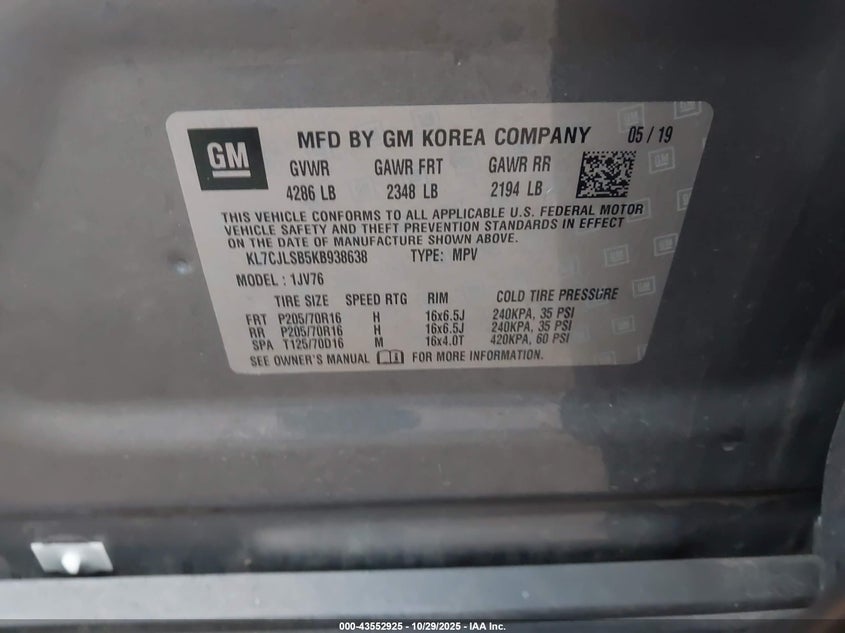 GM
MFD BY GM KOREA COMPANY 05 / 19
GVWR GAWR FRT GAWR RR
4286 LB 2348 LB 2194 LB
THIS VEHICLE CONFORMS TO ALL APPLICABLE U.S. FEDERAL MOTOR
VEHICLE SAFETY AND THEFT PREVENTION STANDARDS IN EFFECT
ON THE DATE OF MANUFACTURE SHOWN ABOVE.
KL7CJLSB5KB938638 TYPE: MPV
MODEL : 1JV76
TIRE SIZE SPEED RTG RIM COLD TIRE PRESSURE
FRT P205/70R16 H 16x6.5J 240KPA, 35 PSI
RR P205/70R16 H 16x6.5J 240KPA, 35 PSI
SPA T125/70D16 M 16x4.0T 420KPA, 60 PSI
SEE OWNER'S MANUAL FOR MORE INFORMATION.
000-43552925 - 10/29/2025 - IAA Inc.